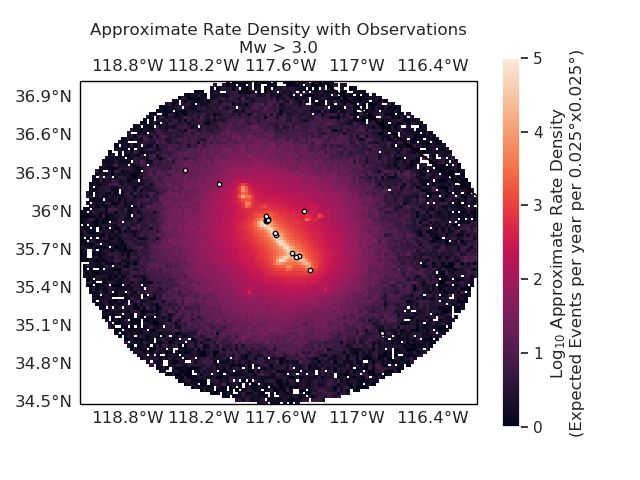 Approximate Rate Density with Observations
Mw > 3.0
118.8°W 118.2°W 117.6°W 117°W 116.4°W
36.9°N
36.6°N
36.3°N
36°N
35.7°N
35.4°N
35.1°N
34.8°N
34.5°N
118.8°W 118.2°W 117.6°W 117°W 116.4°W
5
4
3
2
1
0
Log₁₀ Approximate Rate Density
(Expected Events per year per 0.025°x0.025°)